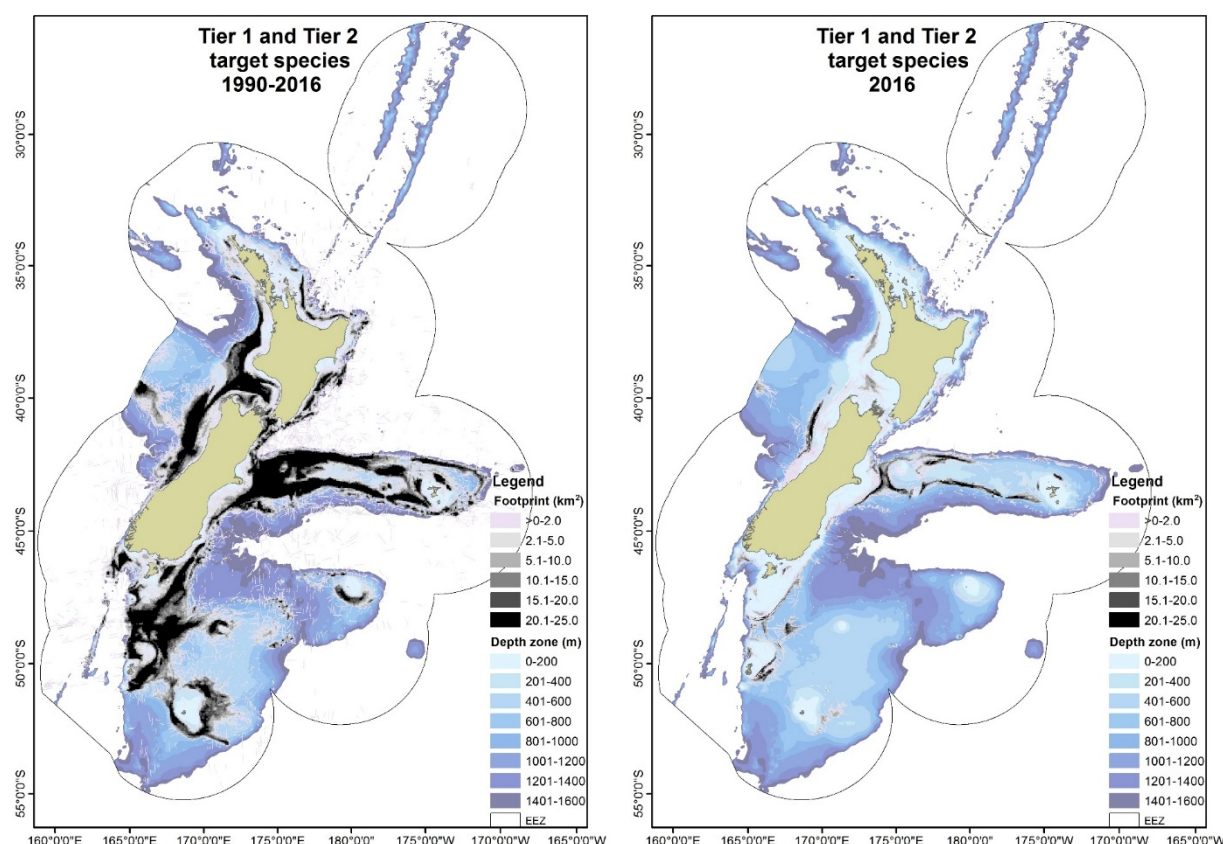 Tier 1 and Tier 2
target species
1990-2016
30°0'0"S
35°0'0"S
40°0'0"S
45°0'0"S
50°0'0"S
55°0'0"S
Legend
Footprint (km²)
>0-2.0
2.1-5.0
5.1-10.0
10.1-15.0
15.1-20.0
20.1-25.0
Depth zone (m)
0-200
201-400
401-600
601-800
801-1000
1001-1200
1201-1400
1401-1600
EEZ
160°0'0"E
165°0'0"E
170°0'0"E
175°0'0"E
180°0'0"
175°0'0"W
170°0'0"W
165°0'0"W
Tier 1 and Tier 2
target species
2016
30°0'0"S
35°0'0"S
40°0'0"S
45°0'0"S
50°0'0"S
55°0'0"S
Legend
Footprint (km²)
>0-2.0
2.1-5.0
5.1-10.0
10.1-15.0
15.1-20.0
20.1-25.0
Depth zone (m)
0-200
201-400
401-600
601-800
801-1000
1001-1200
1201-1400
1401-1600
EEZ
160°0'0"E
165°0'0"E
170°0'0"E
175°0'0"E
180°0'0"
175°0'0"W
170°0'0"W
165°0'0"W